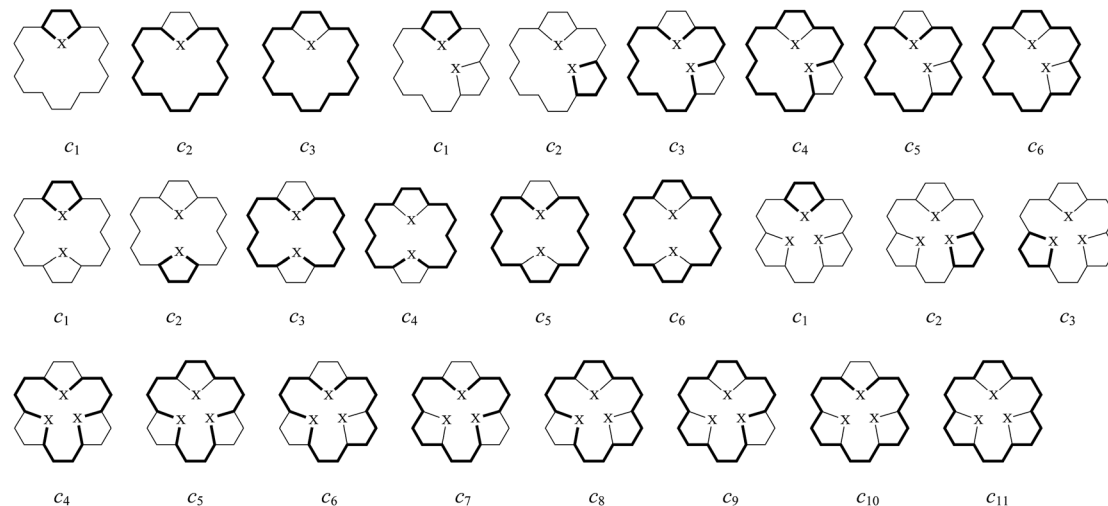 X X X X X X X X X
X X X X X X
c1 c2 c3 c1 c2 c3 c4 c5 c6
X X X X X X X X X
X X X X X X X X X X X X
c1 c2 c3 c4 c5 c6 c1 c2 c3
X X X X X X X X
X X X X X X X X X X X X X X X X
c4 c5 c6 c7 c8 c9 c10 c11